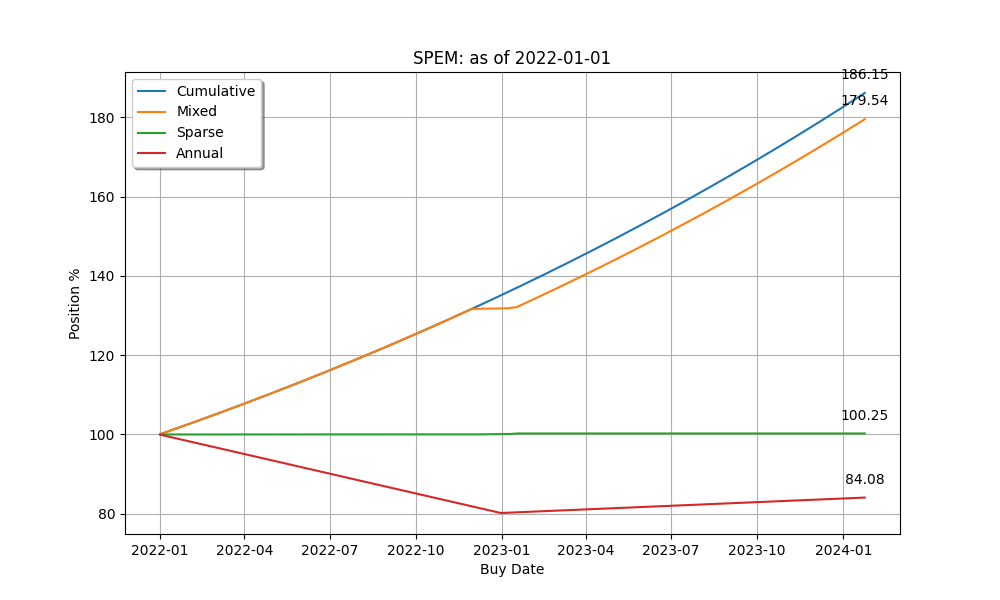 SPEM: as of 2022-01-01
186.15
179.54
Cumulative
Mixed
Sparse
Annual
180
160
140
120
100
80
Position %
100.25
84.08
2022-01 2022-04 2022-07 2022-10 2023-01 2023-04 2023-07 2023-10 2024-01
Buy Date